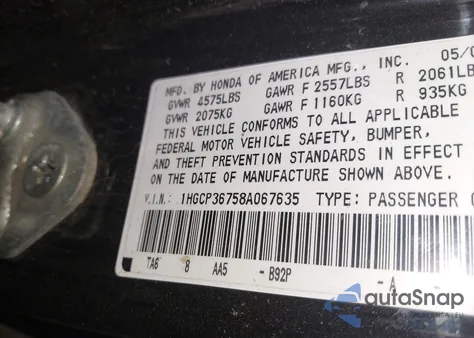 MFD. BY HONDA OF AMERICA MFG., INC. 05/0
GVWR 4575LBS GAWR F 2557LBS R 2061LB
GVWR 2075KG GAWR F 1160KG R 935KG
THIS VEHICLE CONFORMS TO ALL APPLICABLE
FEDERAL MOTOR VEHICLE SAFETY, BUMPER,
AND THEFT PREVENTION STANDARDS IN EFFECT
ON THE DATE OF MANUFACTURE SHOWN ABOVE.
V.I.N.: 1HGCP36758A067635 TYPE: PASSENGER
TA6 8 AA5 -B92P -A
autaSnap